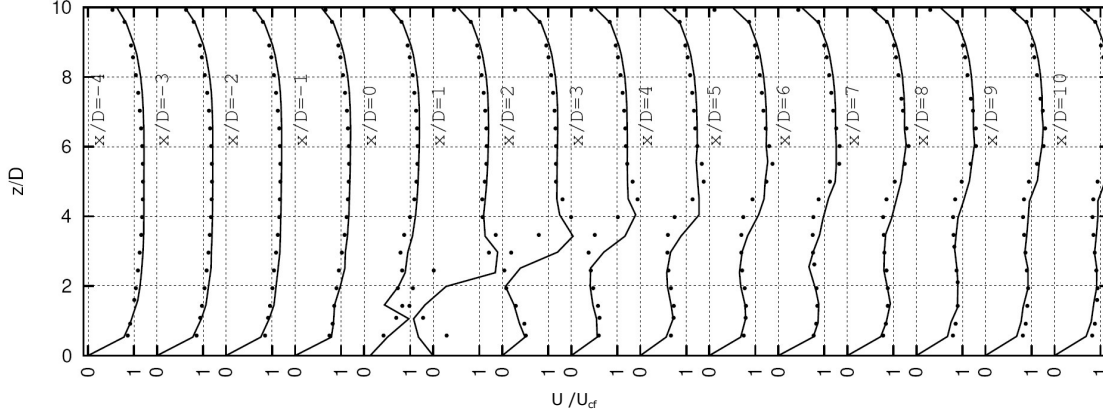 10
8
6
4
2
0
z/D
x/D=-4
x/D=-3
x/D=-2
x/D=-1
x/D=0
x/D=1
x/D=2
x/D=3
x/D=4
x/D=5
x/D=6
x/D=7
x/D=8
x/D=9
x/D=10
0 1 0 1 0 1 0 1 0 1 0 1 0 1 0 1 0 1 0 1 0 1 0 1 0 1 0 1 0 1
U /Ucf